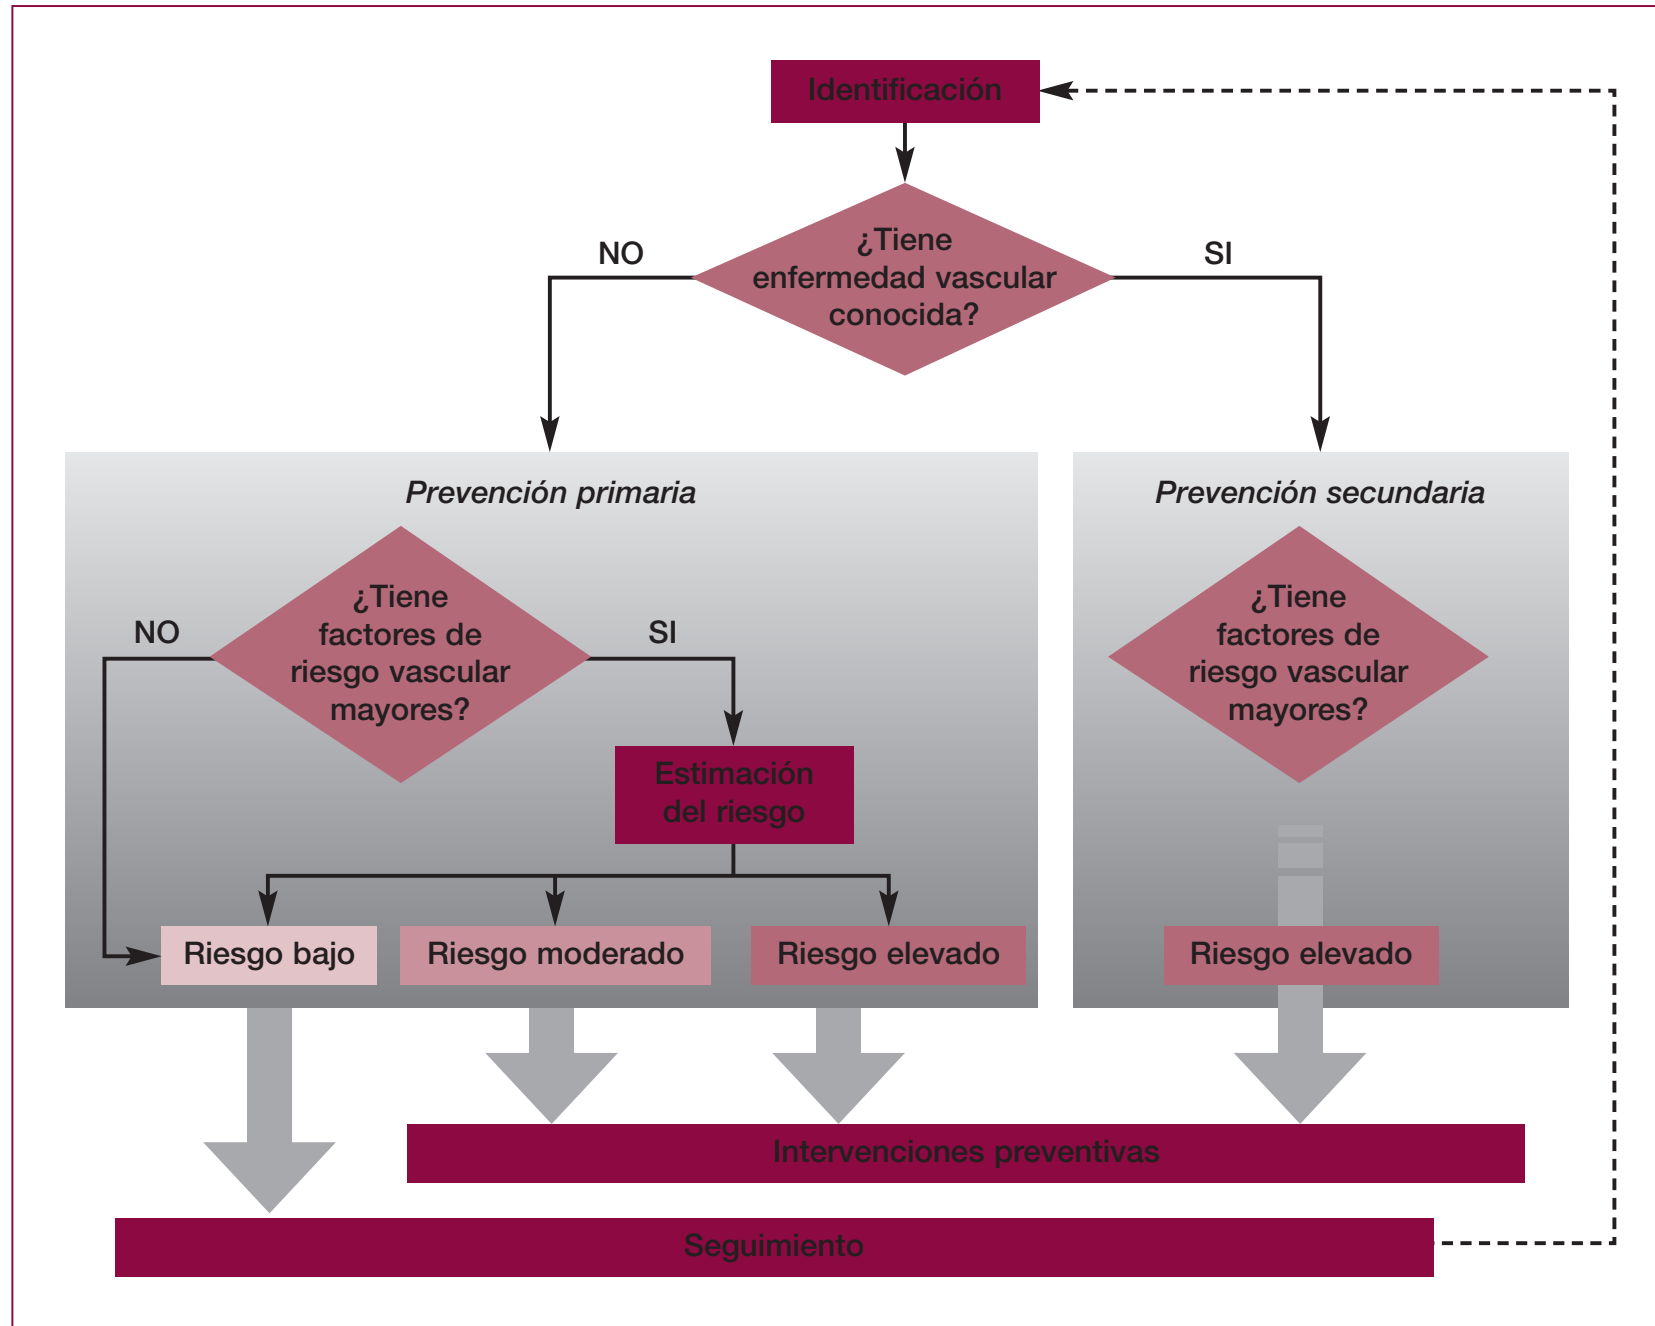 Identificación
¿Tiene
enfermedad vascular
conocida?
NO
SI
Prevención primaria
¿Tiene
factores de
riesgo vascular
mayores?
NO
SI
Estimación
del riesgo
Riesgo bajo
Riesgo moderado
Riesgo elevado
Prevención secundaria
¿Tiene
factores de
riesgo vascular
mayores?
Riesgo elevado
Intervenciones preventivas
Seguimiento